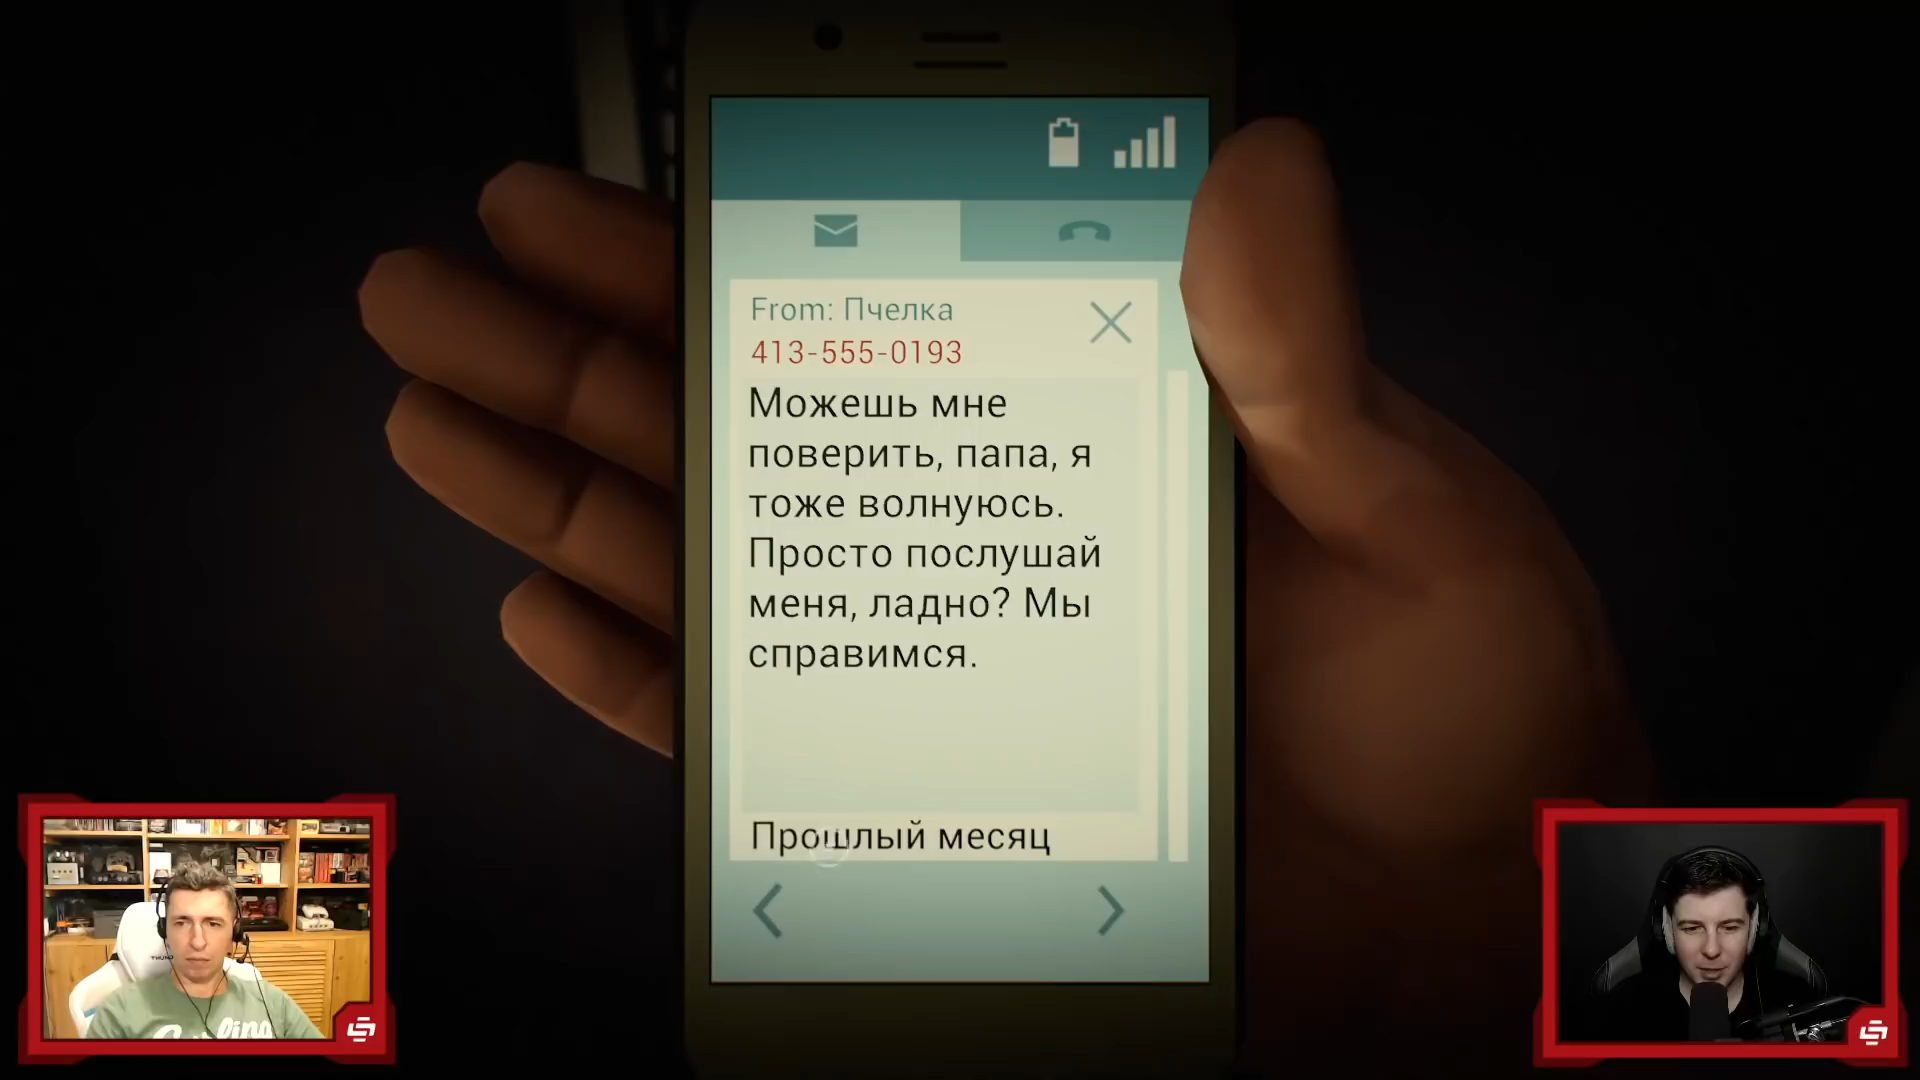 From: Пчелка
413-555-0193
Можешь мне
поверить, папа, я
тоже волнуюсь.
Просто послушай
меня, ладно? Мы
справимся.
Прошлый месяц